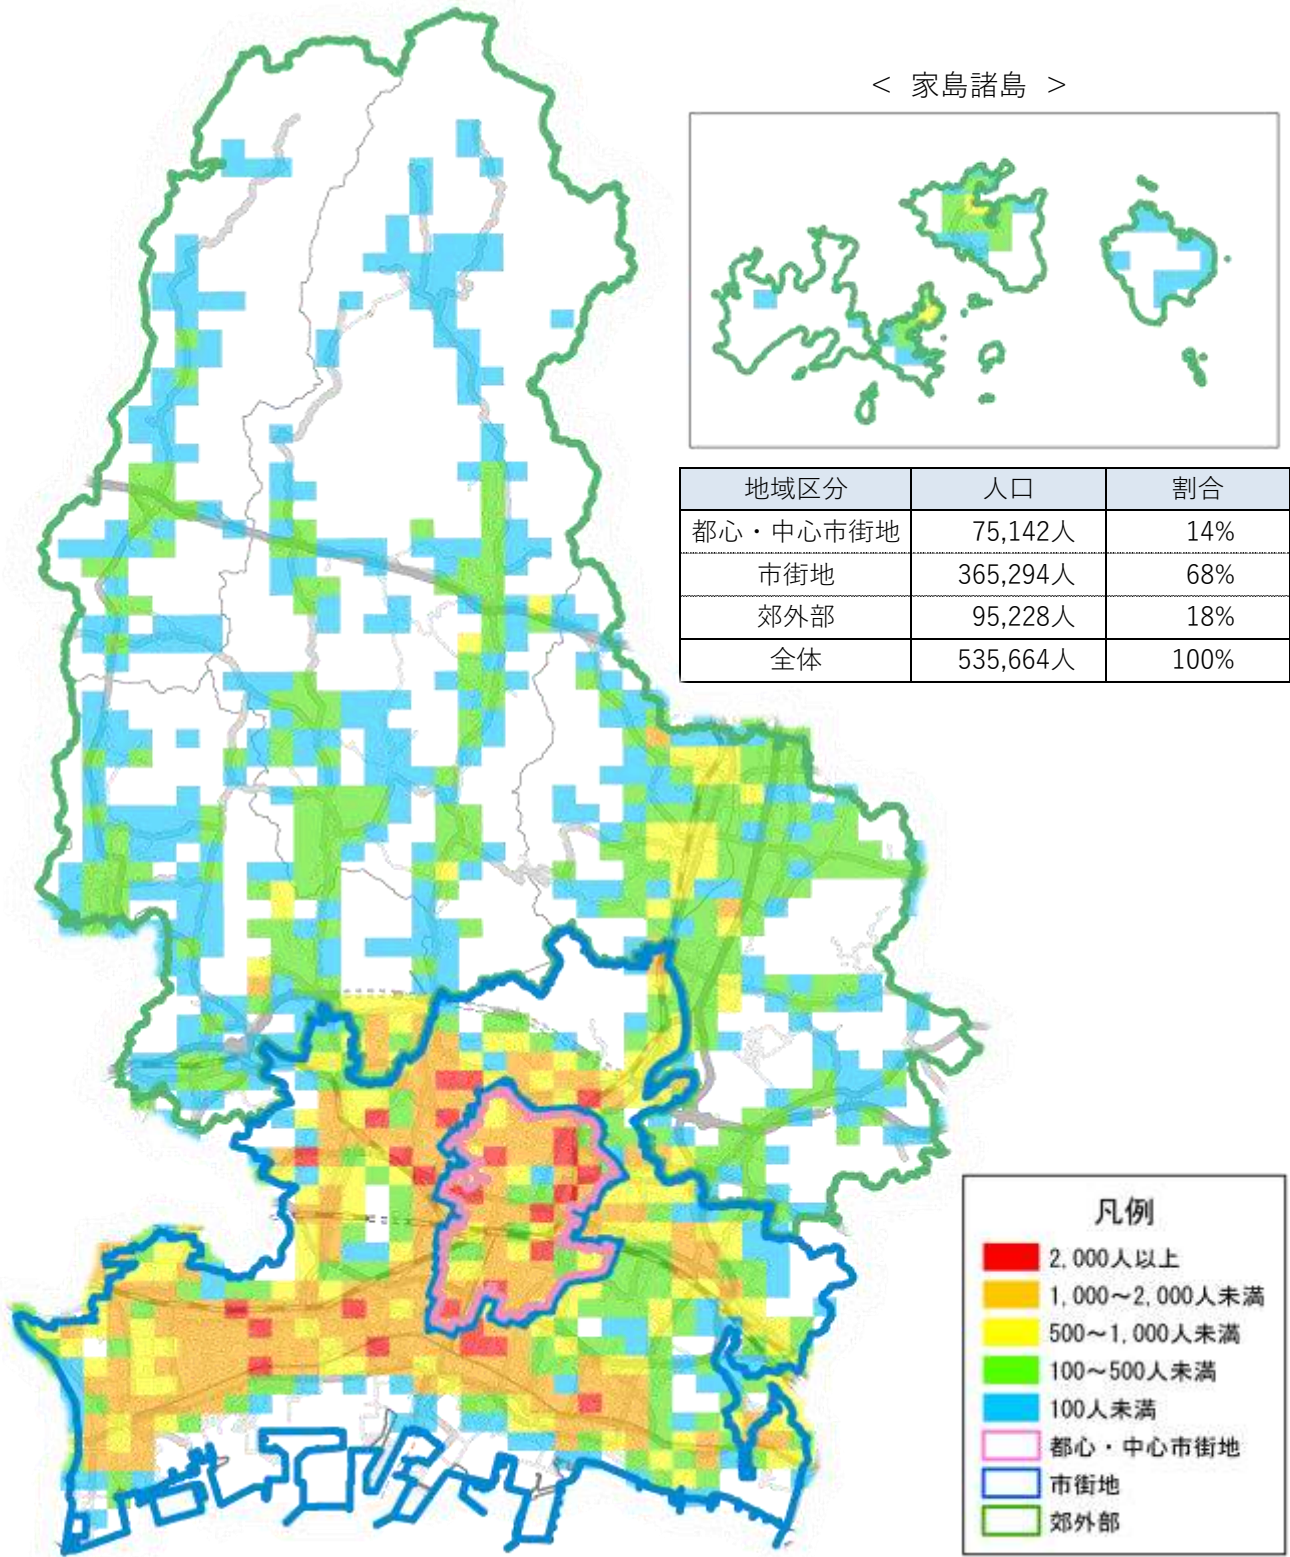 < 家島諸島 >
地域区分 人口 割合
都心・中心市街地 75,142人 14%
市街地 365,294人 68%
郊外部 95,228人 18%
全体 535,664人 100%
凡例
2,000人以上
1,000～2,000人未満
500～1,000人未満
100～500人未満
100人未満
都心・中心市街地
市街地
郊外部